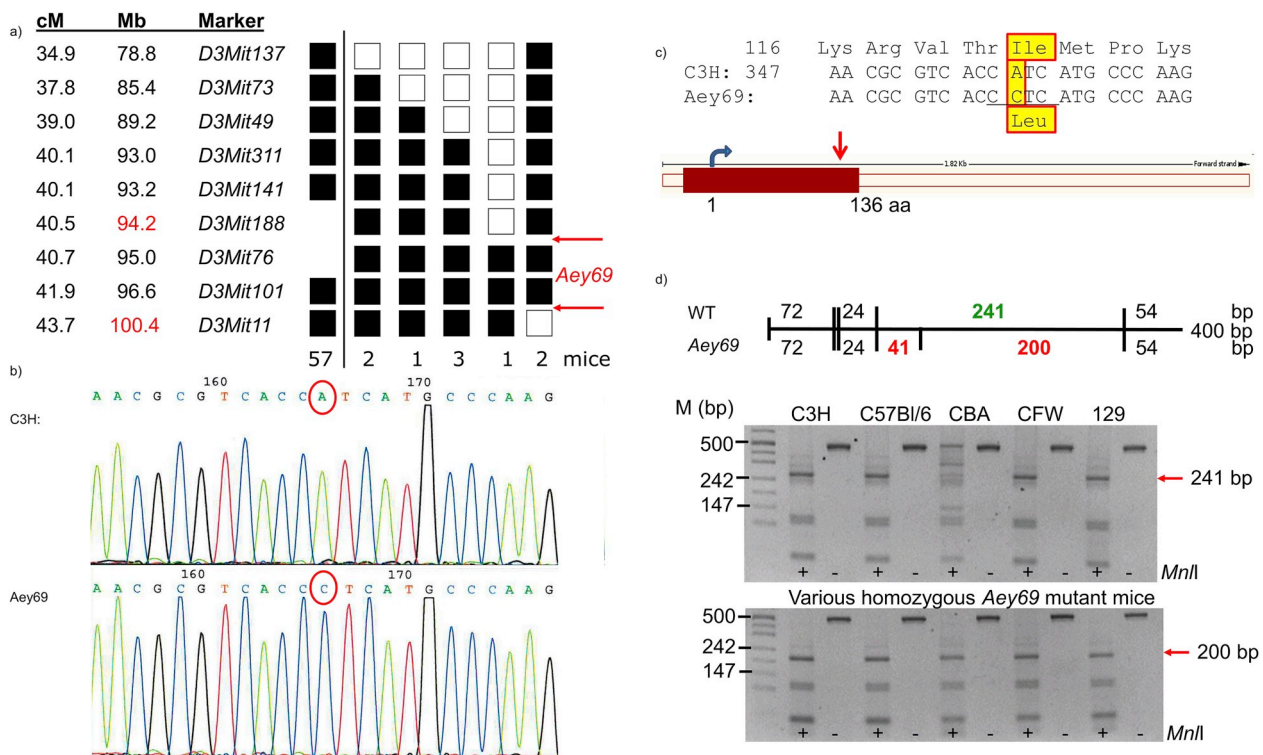 a)
cM Mb Marker
34.9 78.8 D3Mit137
37.8 85.4 D3Mit73
39.0 89.2 D3Mit49
40.1 93.0 D3Mit311
40.1 93.2 D3Mit141
40.5 94.2 D3Mit188
40.7 95.0 D3Mit76
41.9 96.6 D3Mit101
43.7 100.4 D3Mit11
Aey69
57 2 1 3 1 2 mice
b)
160 170
A A C G C G T C A C C A T C A T G C C C A A G
C3H:
160 170
A A C G C G T C A C C C T C A T G C C C A A G
Aey69
c)
116 Lys Arg Val Thr Ile Met Pro Lys
C3H: 347 AA CGC GTC ACC ATC ATG CCC AAG
Aey69: AA CGC GTC ACC CTC ATG CCC AAG
Leu
1.82 Kb Forward strand
1 136 aa
d)
WT 72 24 241 54 bp
400 bp
Aey69 72 24 41 200 54 bp
M (bp) C3H C57Bl/6 CBA CFW 129
500
242
147
241 bp
+ - + - + - + - + - MnlI
Various homozygous Aey69 mutant mice
500
242
147
200 bp
+ - + - + - + - + - MnlI